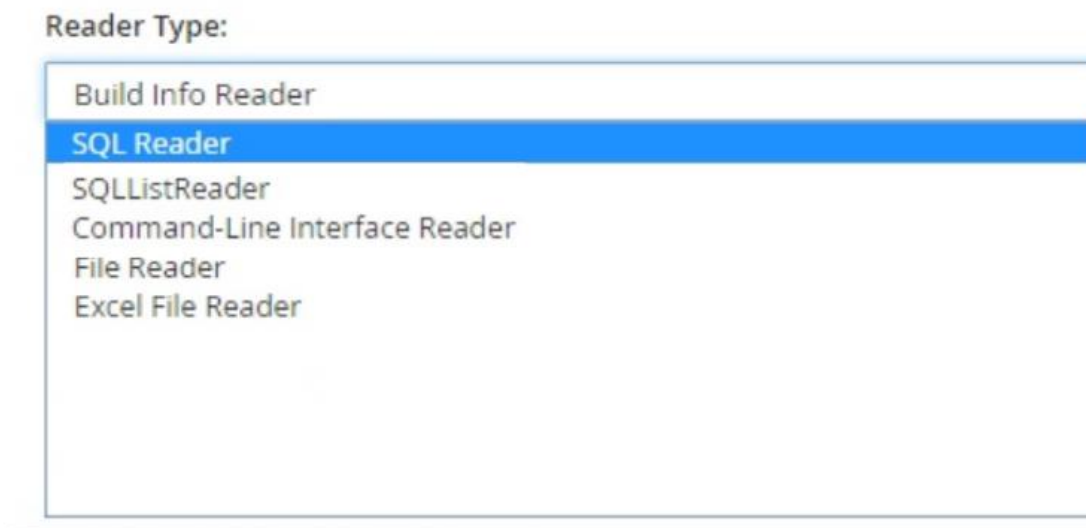 Reader Type:
Build Info Reader
SQL Reader
SQLListReader
Command-Line Interface Reader
File Reader
Excel File Reader